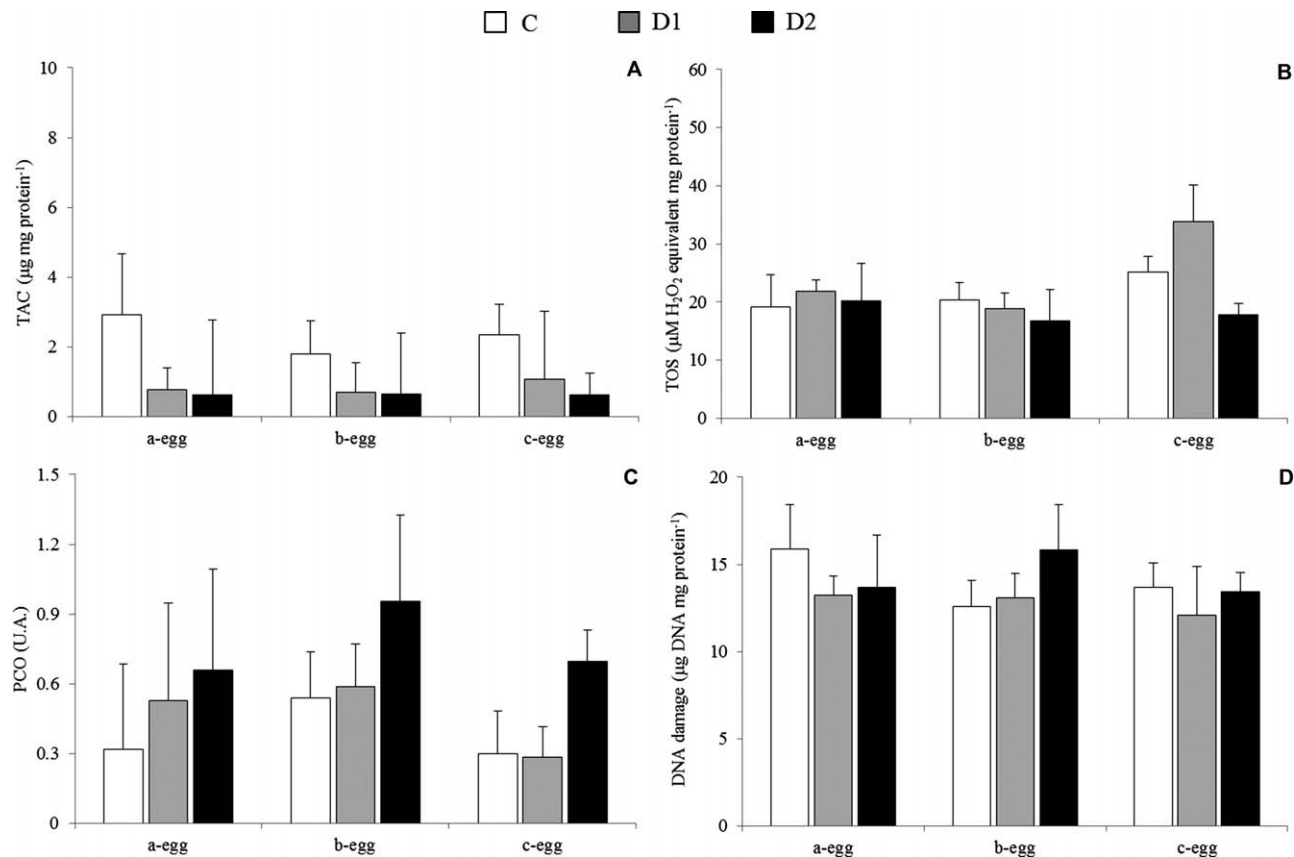 C D1 D2
A
TAC (µg mg protein⁻¹)
10
8
6
4
2
0
a-egg b-egg c-egg
B
TOS (µM H₂O₂ equivalent mg protein⁻¹)
60
50
40
30
20
10
0
a-egg b-egg c-egg
C
PCO (U.A.)
1.5
1.2
0.9
0.6
0.3
0
a-egg b-egg c-egg
D
DNA damage (µg DNA mg protein⁻¹)
20
15
10
5
0
a-egg b-egg c-egg